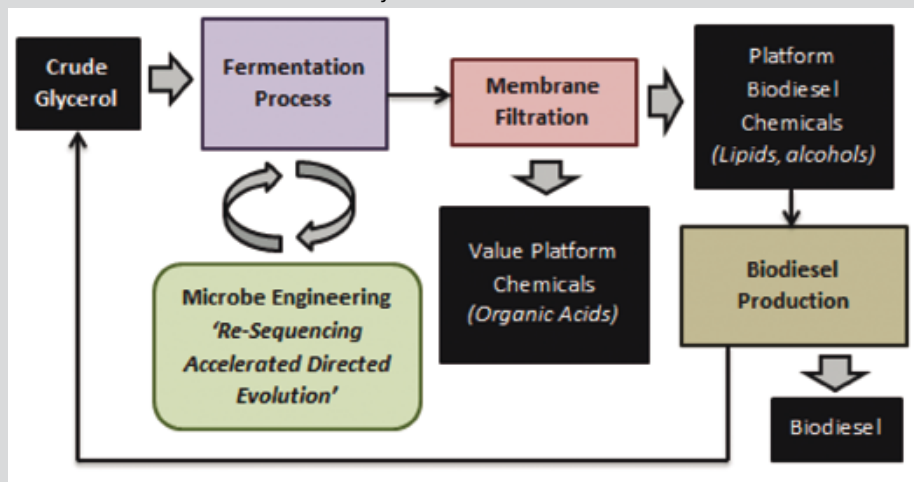 Crude
Glycerol
Fermentation
Process
Membrane
Filtration
Platform
Biodiesel
Chemicals
(Lipids, alcohols)
Microbe Engineering
‘Re-Sequencing
Accelerated Directed
Evolution’
Value Platform
Chemicals
(Organic Acids)
Biodiesel
Production
Biodiesel